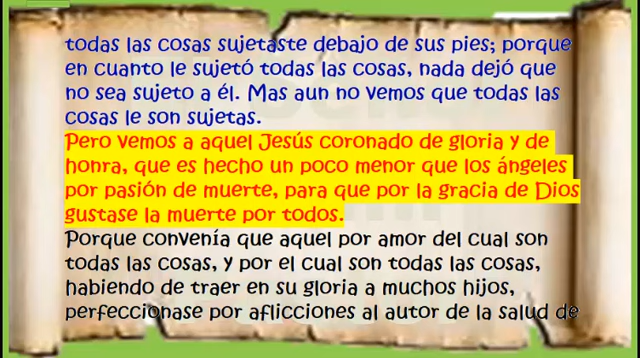 todas las cosas sujetaste debajo de sus pies; porque
en cuanto le sujetó todas las cosas, nada dejó que
no sea sujeto a él. Mas aun no vemos que todas las
cosas le son sujetas.
Pero vemos a aquel Jesús coronado de gloria y de
honra, que es hecho un poco menor que los ángeles
por pasión de muerte, para que por la gracia de Dios
gustase la muerte por todos.
Porque convenía que aquel por amor del cual son
todas las cosas, y por el cual son todas las cosas,
habiendo de traer en su gloria a muchos hijos,
perfeccionase por aflicciones al autor de la salud de